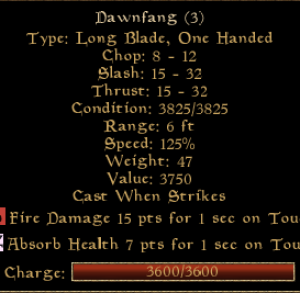 Dawnfang (3)
Type: Long Blade, One Handed
Chop: 8 - 12
Slash: 15 - 32
Thrust: 15 - 32
Condition: 3825/3825
Range: 6 ft
Speed: 125%
Weight: 47
Value: 3750
Cast When Strikes
Fire Damage 15 pts for 1 sec on Tou
Absorb Health 7 pts for 1 sec on Tou
Charge: 3600/3600